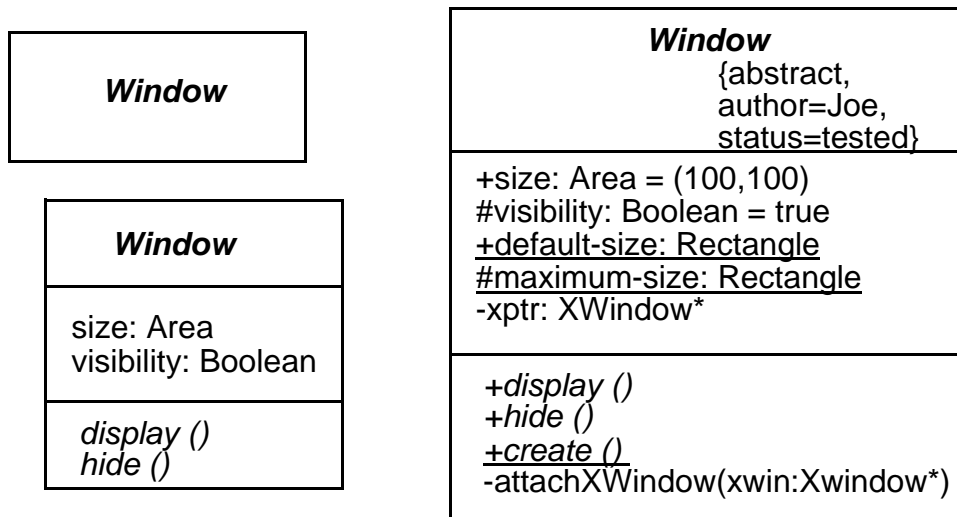 Window
Window
size: Area
visibility: Boolean
display ()
hide ()
Window
{abstract,
author=Joe,
status=tested}
+size: Area = (100,100)
#visibility: Boolean = true
+default-size: Rectangle
#maximum-size: Rectangle
-xptr: XWindow*
+display ()
+hide ()
+create ()
-attachXWindow(xwin:Xwindow*)